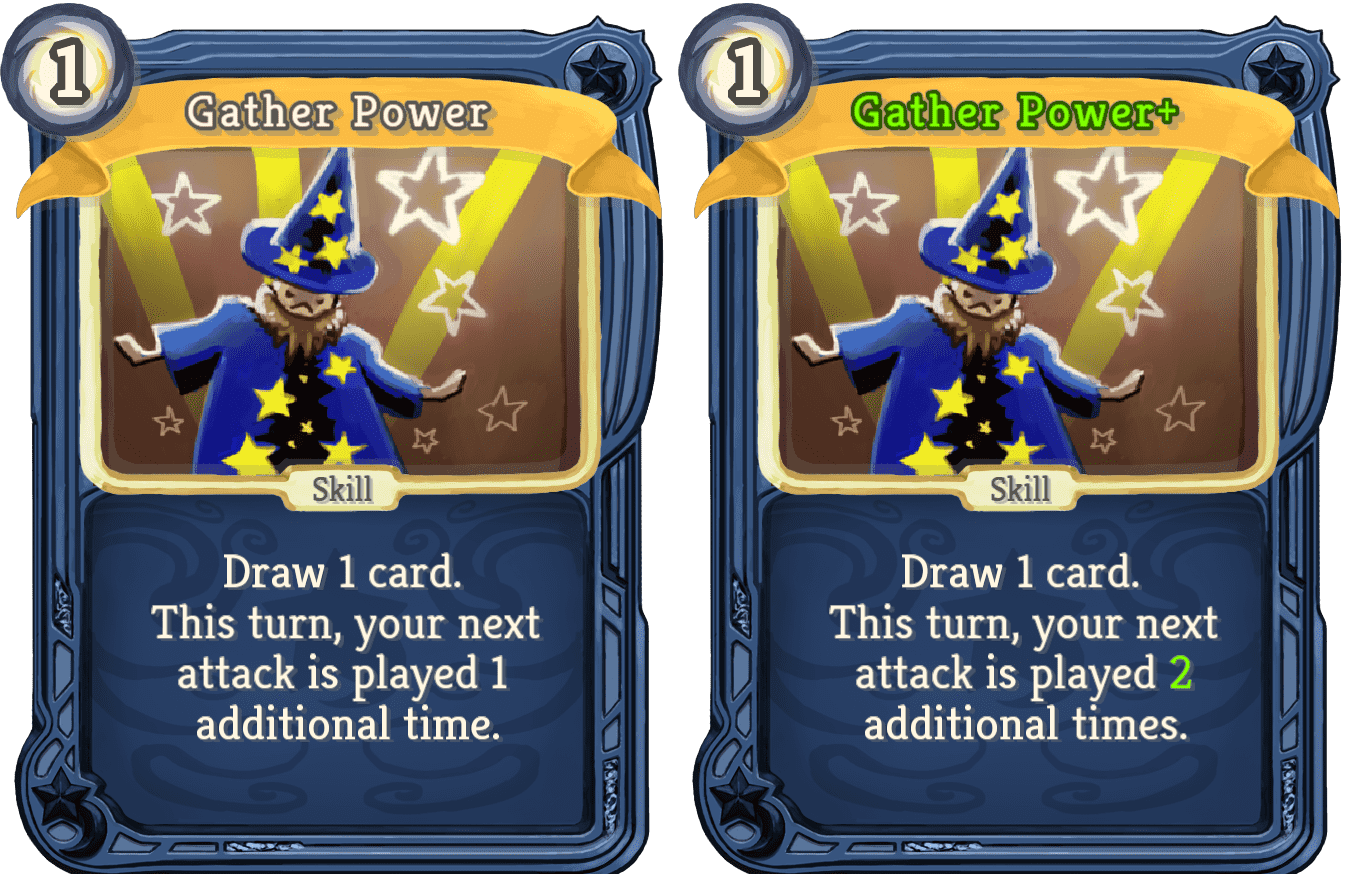 1
Gather Power
Skill
Draw 1 card.
This turn, your next
attack is played 1
additional time.
1
Gather Power+
Skill
Draw 1 card.
This turn, your next
attack is played 2
additional times.